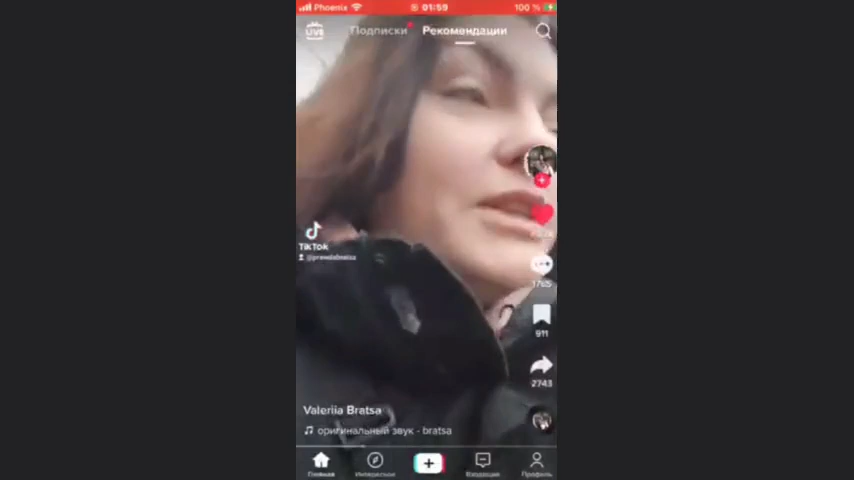 Phoenix 01:59 100 %
LIVE Подписки Рекомендации
TikTok
1765
911
2743
Valeriia Bratsa
оригинальный звук - bratsa
Главная Интересное Входящие Профиль